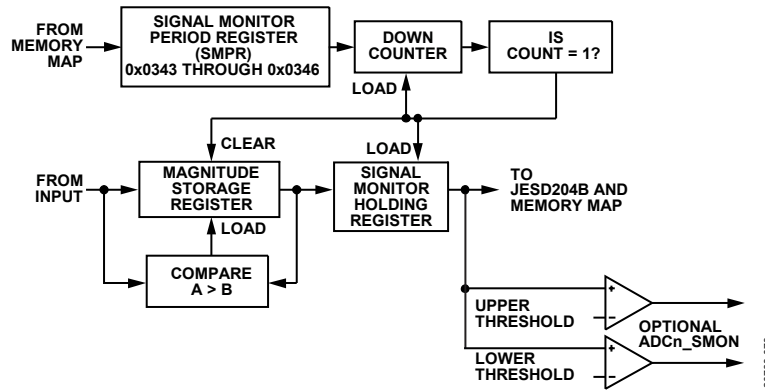 FROM
MEMORY
MAP
SIGNAL MONITOR
PERIOD REGISTER
(SMPR)
0x0343 THROUGH 0x0346
DOWN
COUNTER
IS
COUNT = 1?
LOAD
CLEAR
LOAD
FROM
INPUT
MAGNITUDE
STORAGE
REGISTER
SIGNAL
MONITOR
HOLDING
REGISTER
TO
JESD204B AND
MEMORY MAP
LOAD
COMPARE
A > B
UPPER
THRESHOLD
+
–
OPTIONAL
ADCn_SMON
LOWER
THRESHOLD
+
–